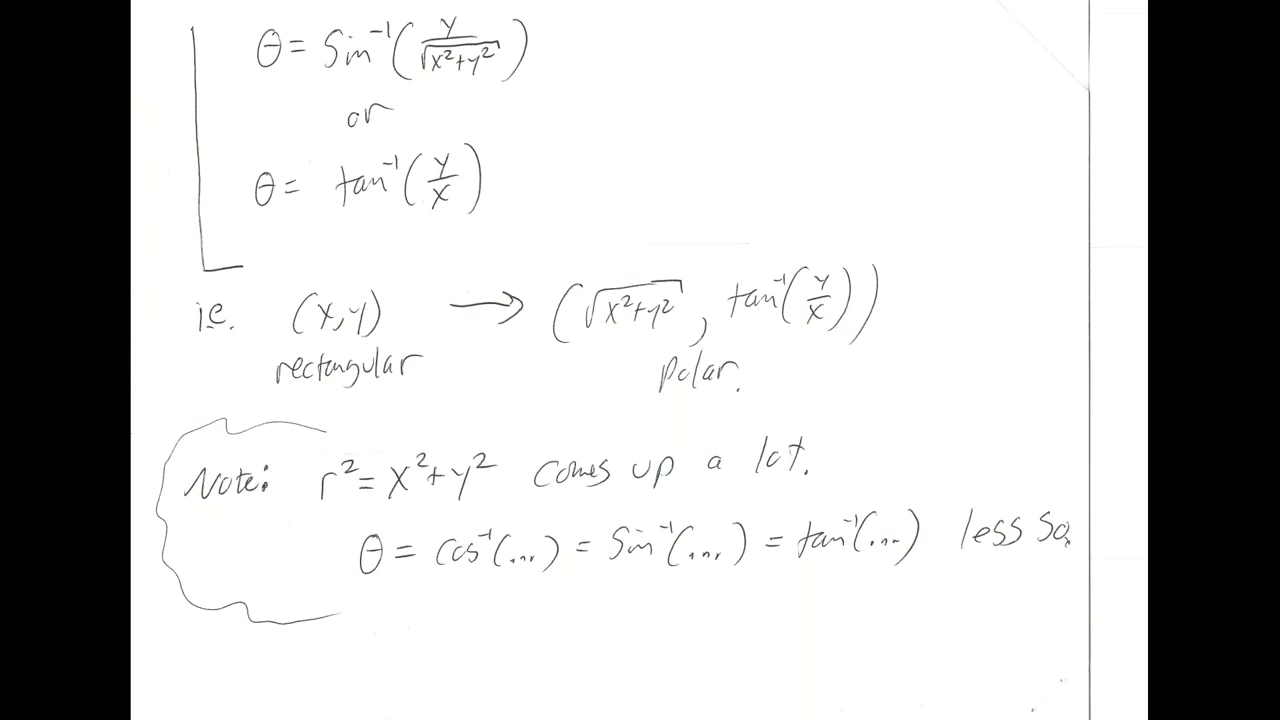 θ = Sin⁻¹(y/√(x²+y²))
or
θ = tan⁻¹(y/x)
i.e. (x,y) → (√(x²+y²), tan⁻¹(y/x))
rectangular polar.
Note: r² = x²+y² comes up a lot.
θ = cos⁻¹(...) = Sin⁻¹(...) = tan⁻¹(...) less so.